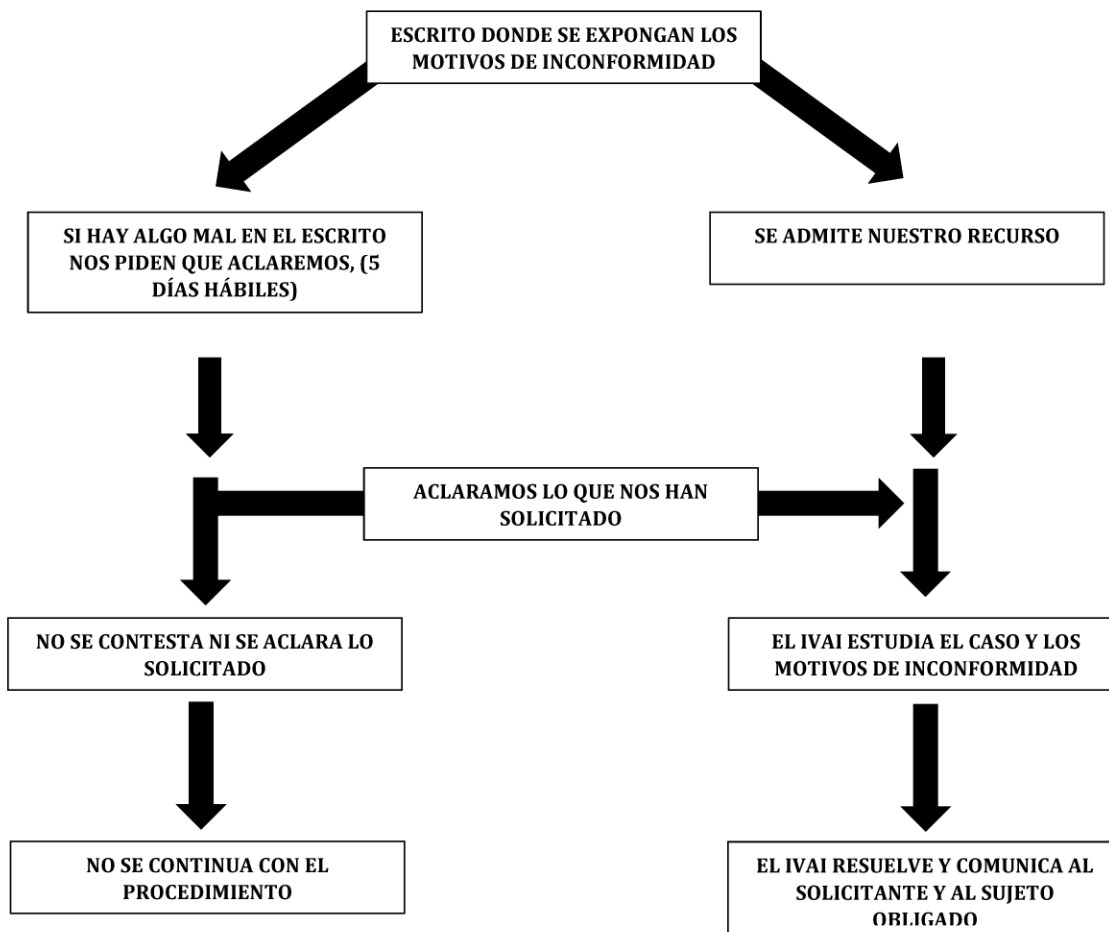 ESCRITO DONDE SE EXPONGAN LOS
MOTIVOS DE INCONFORMIDAD
SI HAY ALGO MAL EN EL ESCRITO
NOS PIDEN QUE ACLAREMOS, (5
DÍAS HÁBILES)
SE ADMITE NUESTRO RECURSO
ACLARAMOS LO QUE NOS HAN
SOLICITADO
NO SE CONTESTA NI SE ACLARA LO
SOLICITADO
EL IVAI ESTUDIA EL CASO Y LOS
MOTIVOS DE INCONFORMIDAD
NO SE CONTINUA CON EL
PROCEDIMIENTO
EL IVAI RESUELVE Y COMUNICA AL
SOLICITANTE Y AL SUJETO
OBLIGADO